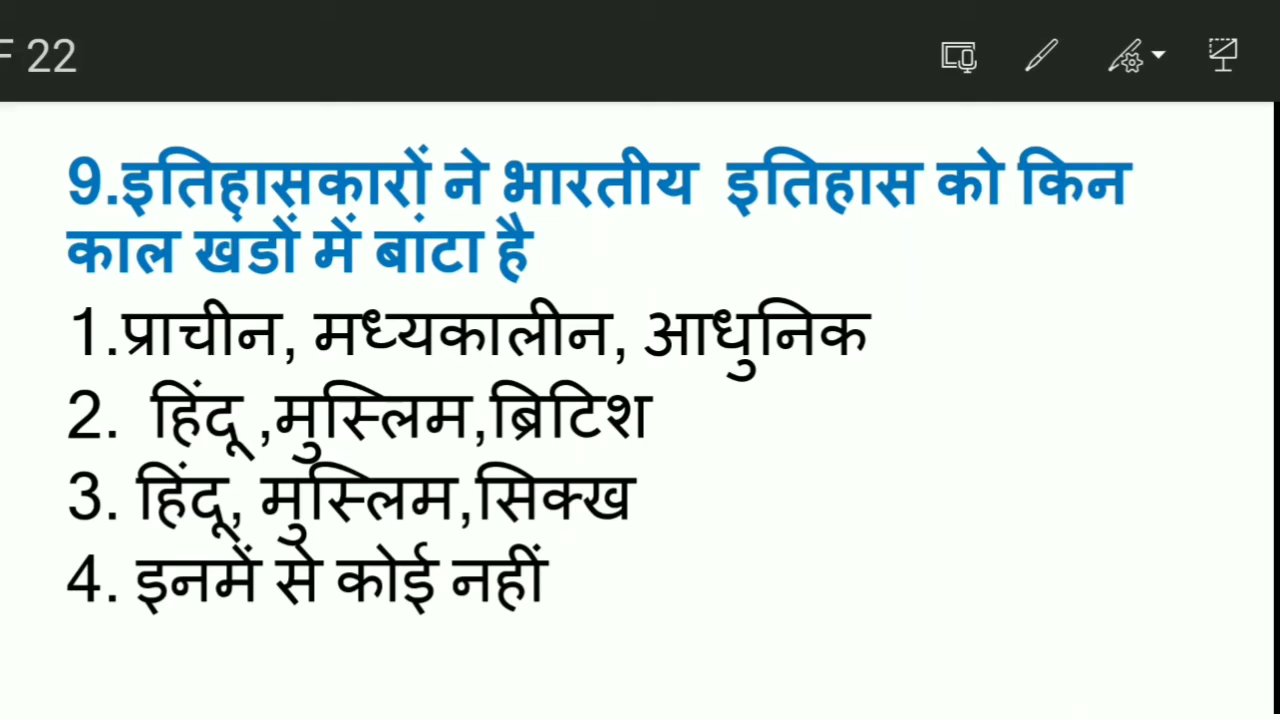 F 22
9.इतिहासकारों ने भारतीय  इतिहास को किन
काल खंडों में बांटा है
1.प्राचीन, मध्यकालीन, आधुनिक
2.  हिंदू ,मुस्लिम,ब्रिटिश
3. हिंदू, मुस्लिम,सिक्ख
4. इनमें से कोई नहीं